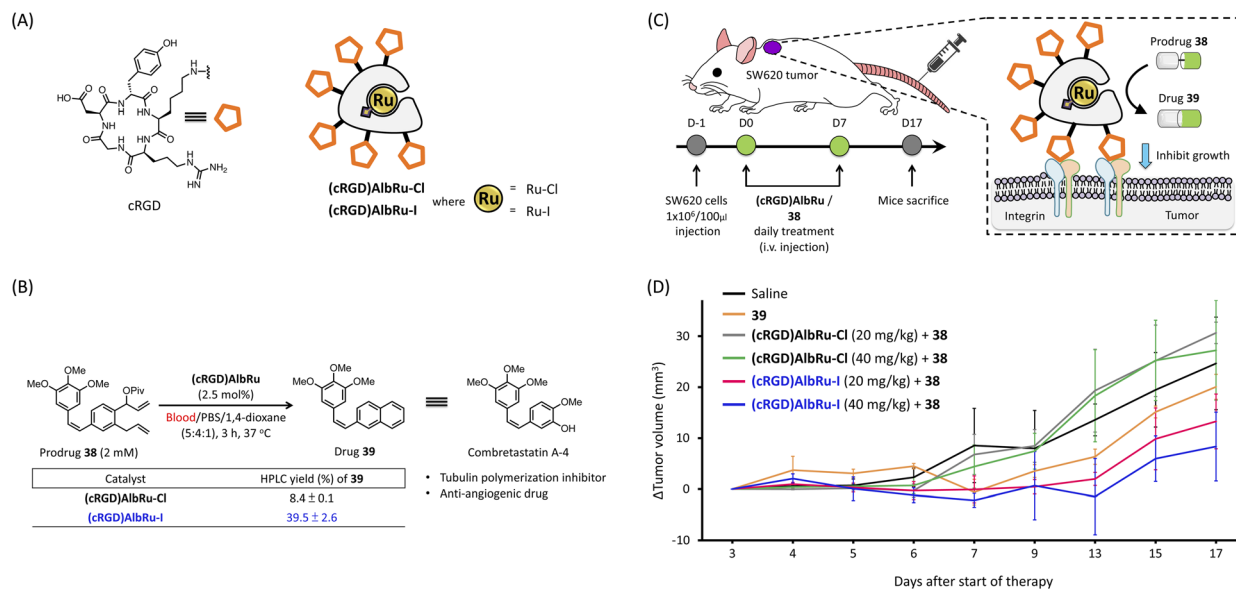 (A)
OH
HN
O
HO
O
NH
HN
O
NH
HN
O
O
N
H
NH2
NH
cRGD
Ru
(cRGD)AlbRu-Cl
(cRGD)AlbRu-I
where
Ru
= Ru-Cl
= Ru-I
(B)
OMe
MeO
OMe
OPiv
Prodrug 38 (2 mM)
(cRGD)AlbRu
(2.5 mol%)
Blood/PBS/1,4-dioxane
(5:4:1), 3 h, 37 °C
OMe
MeO
OMe
Drug 39
OMe
MeO
OMe
OMe
OH
Combretastatin A-4
• Tubulin polymerization inhibitor
• Anti-angiogenic drug
Catalyst HPLC yield (%) of 39
(cRGD)AlbRu-Cl 8.4 ± 0.1
(cRGD)AlbRu-I 39.5 ± 2.6
(C)
SW620 tumor
D-1 D0 D7 D17
SW620 cells
1x10⁶/100μl
injection
(cRGD)AlbRu /
38
daily treatment
(i.v. injection)
Mice sacrifice
Ru
Prodrug 38
Drug 39
Inhibit growth
Integrin
Tumor
(D)
Saline
39
(cRGD)AlbRu-Cl (20 mg/kg) + 38
(cRGD)AlbRu-Cl (40 mg/kg) + 38
(cRGD)AlbRu-I (20 mg/kg) + 38
(cRGD)AlbRu-I (40 mg/kg) + 38
ΔTumor volume (mm³)
30
20
10
0
-10
3 4 5 6 7 9 13 15 17
Days after start of therapy